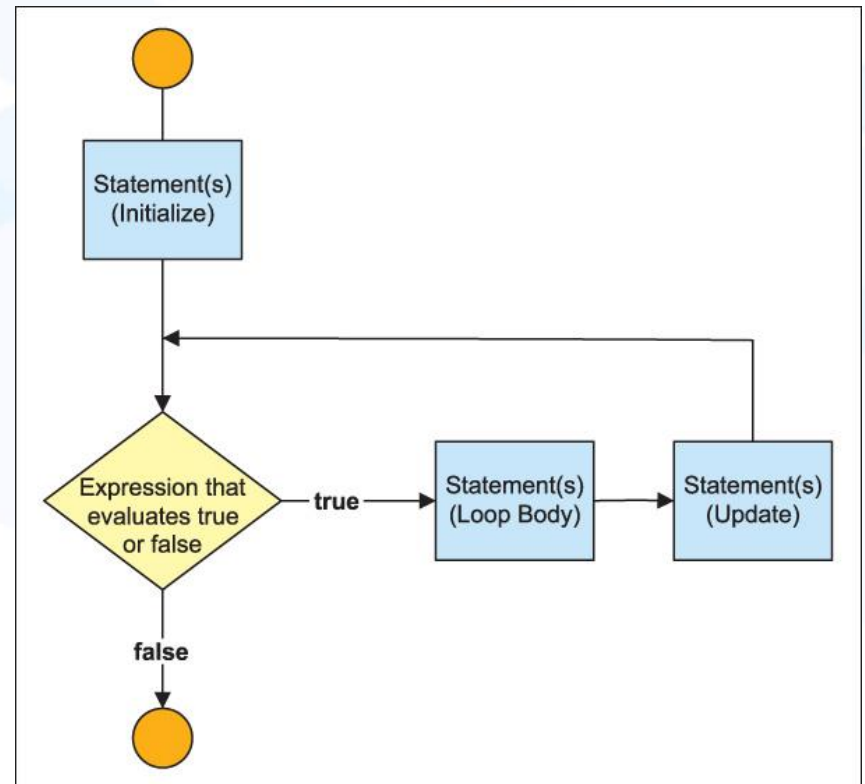 Statement(s)
(Initialize)
Expression that
evaluates true
or false
true
Statement(s)
(Loop Body)
Statement(s)
(Update)
false